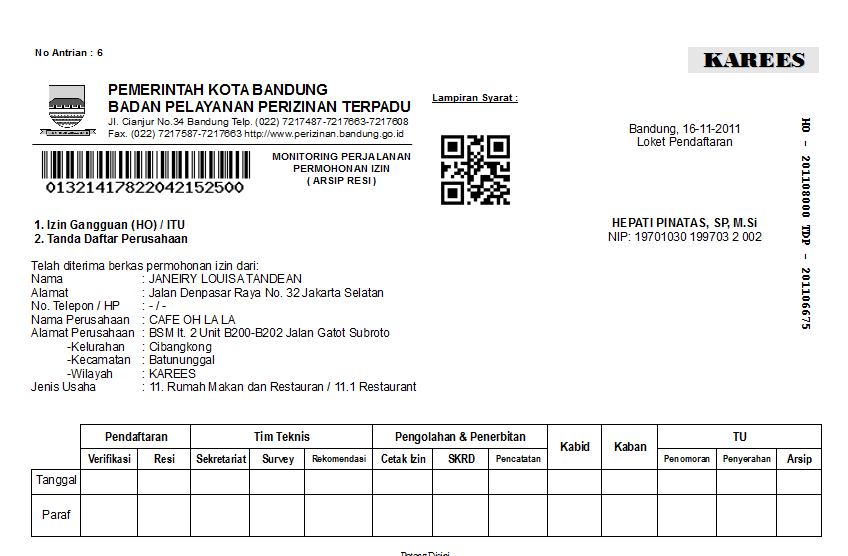 No Antrian : 6
KAREES
PEMERINTAH KOTA BANDUNG
BADAN PELAYANAN PERIZINAN TERPADU
Jl. Cianjur No.34 Bandung Telp. (022) 7217487-7217663-7217608
Fax. (022) 7217587-7217663 http://www.perizinan.bandung.go.id
Lampiran Syarat :
Bandung, 16-11-2011
Loket Pendaftaran
HO - 201108000 TDP - 201106675
01321417822042152500
MONITORING PERJALANAN
PERMOHONAN IZIN
( ARSIP RESI )
1. Izin Gangguan (HO) / ITU
2. Tanda Daftar Perusahaan
HEPATI PINATAS, SP, M.Si
NIP: 19701030 199703 2 002
Telah diterima berkas permohonan izin dari:
Nama : JANEIRY LOUISA TANDEAN
Alamat : Jalan Denpasar Raya No. 32 Jakarta Selatan
No. Telepon / HP : - / -
Nama Perusahaan : CAFE OH LA LA
Alamat Perusahaan : BSM lt. 2 Unit B200-B202 Jalan Gatot Subroto
-Kelurahan : Cibangkong
-Kecamatan : Batununggal
-Wilayah : KAREES
Jenis Usaha : 11. Rumah Makan dan Restauran / 11.1 Restaurant
Pendaftaran Tim Teknis Pengolahan & Penerbitan Kabid Kaban TU
Verifikasi Resi Sekretariat Survey Rekomendasi Cetak Izin SKRD Pencatatan Penomoran Penyerahan Arsip
Tanggal
Paraf